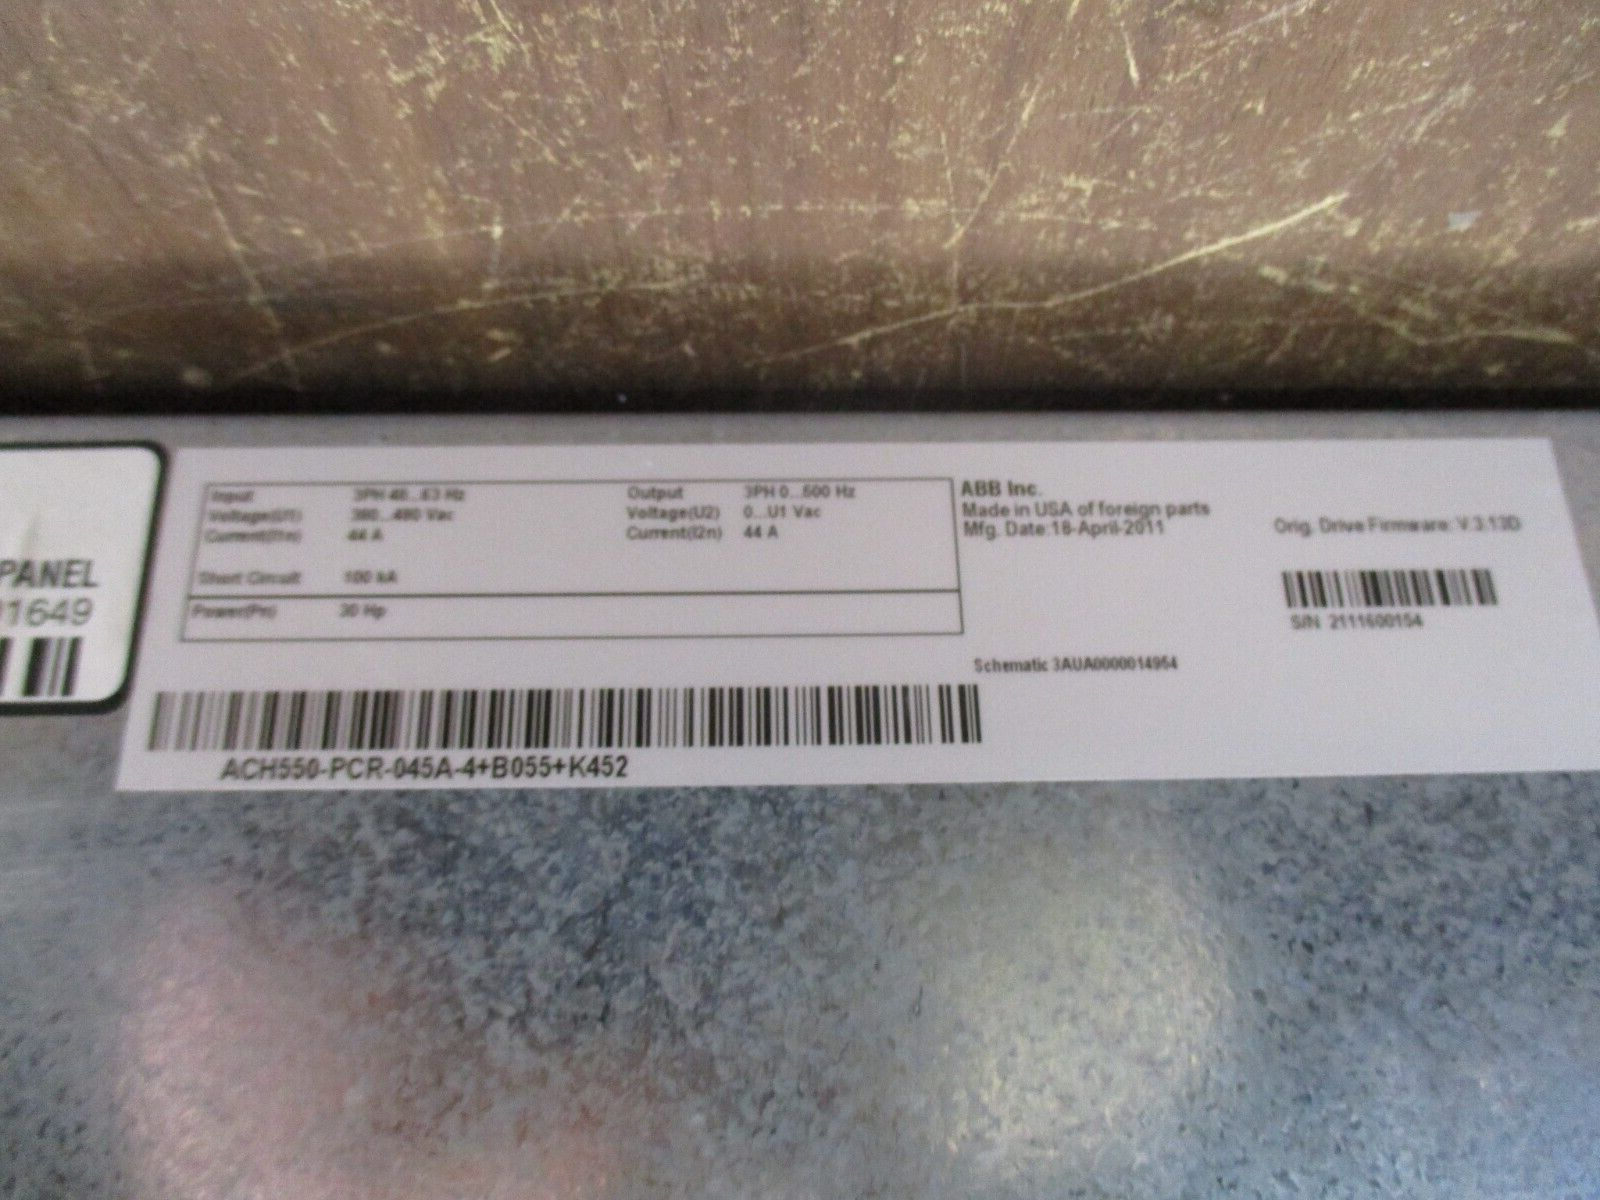 PANEL
1649
Input 3PH 48...63 Hz Output 3PH 0...500 Hz
Voltage(U1) 380...480 Vac Voltage(U2) 0...U1 Vac
Current(I1n) 44 A Current(I2n) 44 A
Short Circuit 100 kA
Power(Pn) 30 Hp
ABB Inc.
Made in USA of foreign parts
Mfg. Date:18-April-2011
Orig. Drive Firmware: V.3.13D
S/N 2111600154
Schematic 3AUA0000014954
ACH550-PCR-045A-4+B055+K452